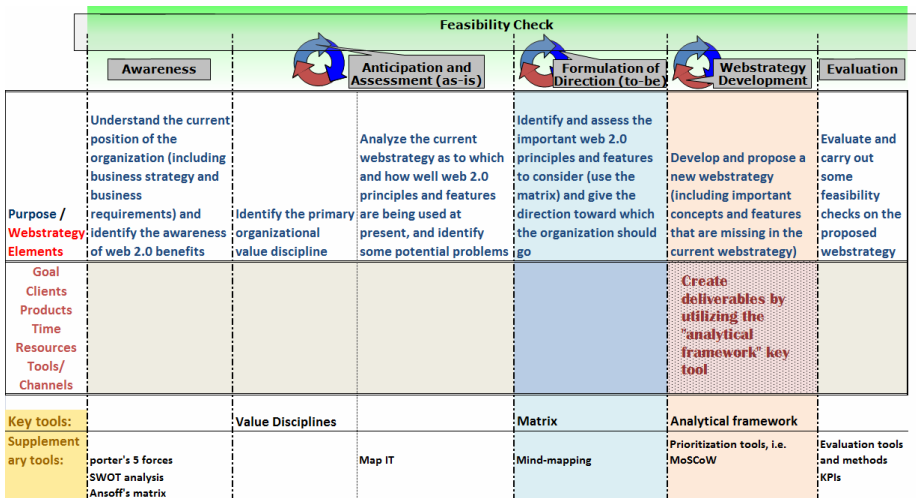 Feasibility Check
Awareness
Anticipation and
Assessment (as-is)
Formulation of
Direction (to-be)
Webstrategy
Development
Evaluation
Purpose /
Webstrategy
Elements
Understand the current
position of the
organization (including
business strategy and
business
requirements) and
identify the awareness
of web 2.0 benefits
Identify the primary
organizational
value discipline
Analyze the current
webstrategy as to which
and how well web 2.0
principles and features
are being used at
present, and identify
some potential problems
Identify and assess the
important web 2.0
principles and features
to consider (use the
matrix) and give the
direction toward which
the organization should
go
Develop and propose a
new webstrategy
(including important
concepts and features
that are missing in the
current webstrategy)
Evaluate and
carry out
some
feasibility
checks on the
proposed
webstrategy
Goal
Clients
Products
Time
Resources
Tools/
Channels
Create
deliverables by
utilizing the
"analytical
framework" key
tool
Key tools:
Value Disciplines
Matrix
Analytical framework
Supplement
ary tools:
porter's 5 forces
SWOT analysis
Ansoff's matrix
Map IT
Mind-mapping
Prioritization tools, i.e.
MoSCoW
Evaluation tools
and methods
KPIs